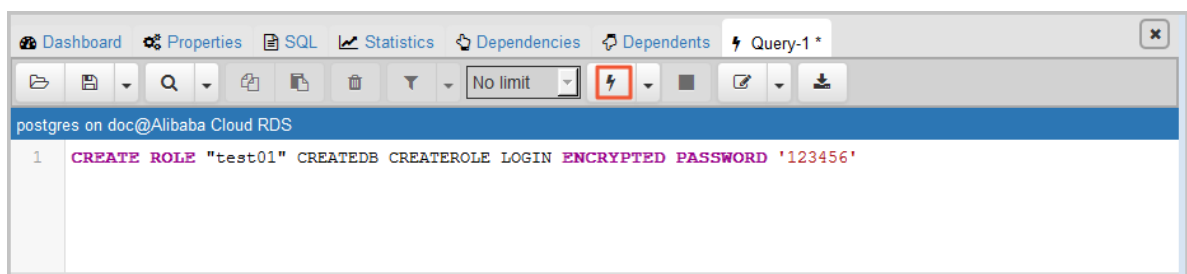 Dashboard Properties SQL Statistics Dependencies Dependents Query-1 *
No limit
postgres on doc@Alibaba Cloud RDS
1 CREATE ROLE "test01" CREATEDB CREATEROLE LOGIN ENCRYPTED PASSWORD '123456'